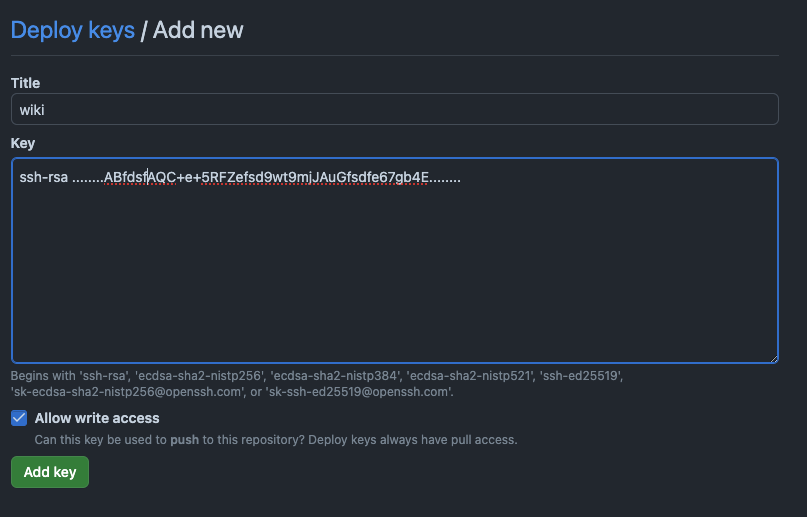 Deploy keys / Add new
Title
wiki
Key
ssh-rsa ........ABfdsfAQC+e+5RFZefsd9wt9mjJAuGfsdfe67gb4E........
Begins with 'ssh-rsa', 'ecdsa-sha2-nistp256', 'ecdsa-sha2-nistp384', 'ecdsa-sha2-nistp521', 'ssh-ed25519',
'sk-ecdsa-sha2-nistp256@openssh.com', or 'sk-ssh-ed25519@openssh.com'.
Allow write access
Can this key be used to push to this repository? Deploy keys always have pull access.
Add key